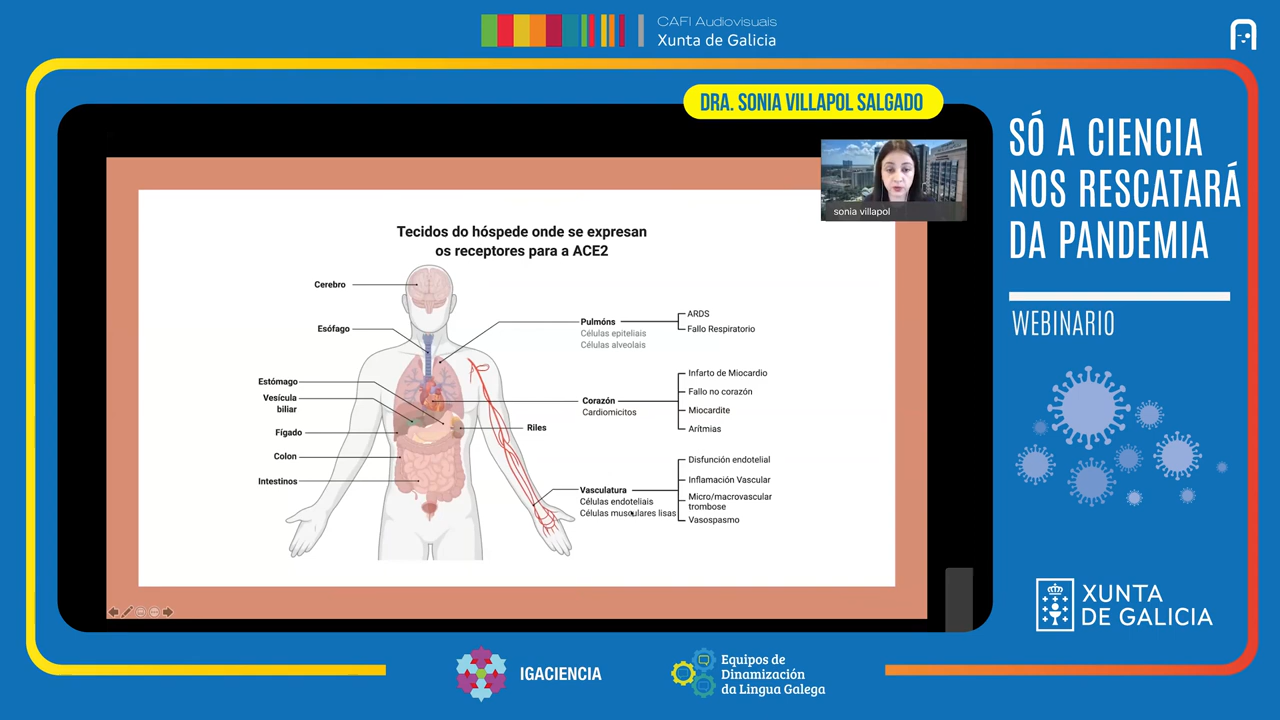 CAFI Audiovisuais
Xunta de Galicia
DRA. SONIA VILLAPOL SALGADO
sonia villapol
SÓ A CIENCIA
NOS RESCATARÁ
DA PANDEMIA
WEBINARIO
Tecidos do hóspede onde se expresan
os receptores para a ACE2
Cerebro
Esófago
Estómago
Vesícula
biliar
Fígado
Colon
Intestinos
Riles
Pulmóns
Células epiteliais
Células alveolais
ARDS
Fallo Respiratorio
Corazón
Cardiomicitos
Infarto de Miocardio
Fallo no corazón
Miocardite
Arítmias
Vasculatura
Células endoteliais
Células musculares lisas
Disfunción endotelial
Inflamación Vascular
Micro/macrovascular
trombose
Vasospasmo
XUNTA
DE GALICIA
IGACIENCIA
Equipos de
Dinamización
da Lingua Galega